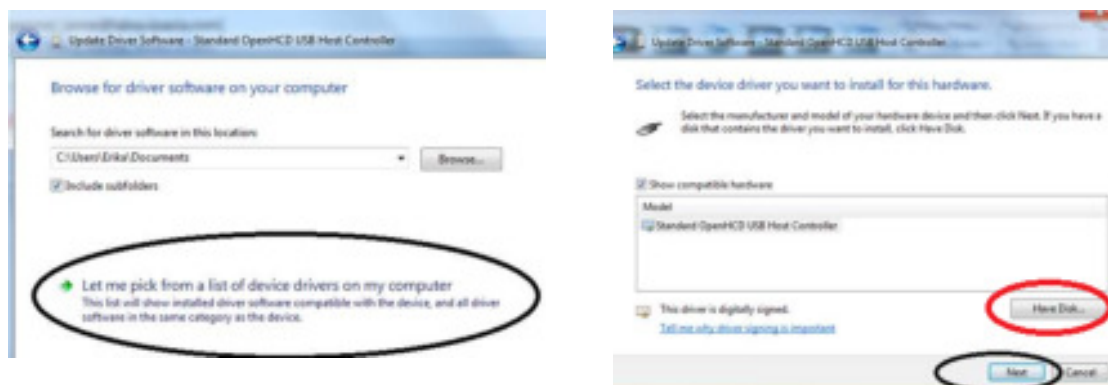 Update Driver Software - Standard OpenHCD USB Host Controller
Browse for driver software on your computer
Search for driver software in this location:
C:\Users\Erika\Documents
Browse...
Include subfolders
Let me pick from a list of device drivers on my computer
This list will show installed driver software compatible with the device, and all driver
software in the same category as the device.
Update Driver Software - Standard OpenHCD USB Host Controller
Select the device driver you want to install for this hardware.
Select the manufacturer and model of your hardware device and then click Next. If you have a
disk that contains the driver you want to install, click Have Disk.
Show compatible hardware
Model
Standard OpenHCD USB Host Controller
This driver is digitally signed.
Have Disk...
Tell me why driver signing is important
Next
Cancel